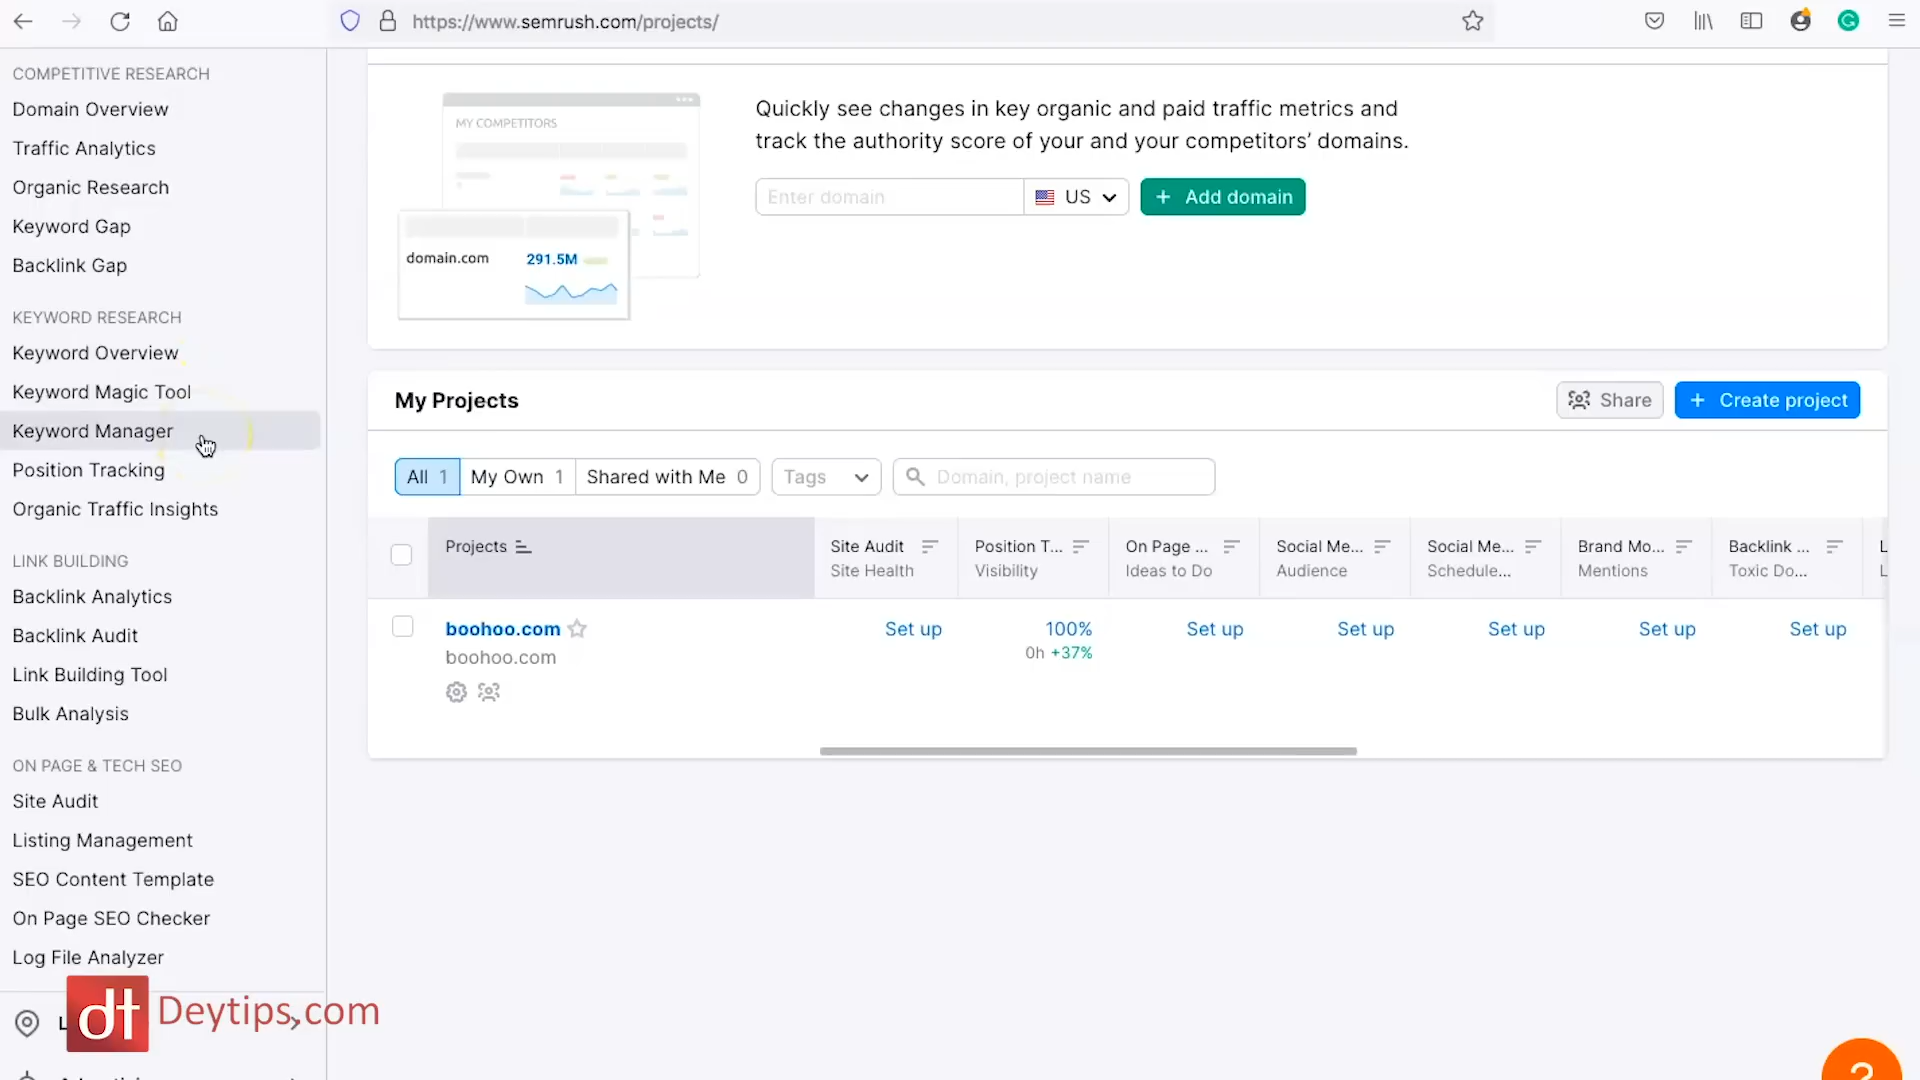 https://www.semrush.com/projects/
COMPETITIVE RESEARCH
Domain Overview
Traffic Analytics
Organic Research
Keyword Gap
Backlink Gap
KEYWORD RESEARCH
Keyword Overview
Keyword Magic Tool
Keyword Manager
Position Tracking
Organic Traffic Insights
LINK BUILDING
Backlink Analytics
Backlink Audit
Link Building Tool
Bulk Analysis
ON PAGE & TECH SEO
Site Audit
Listing Management
SEO Content Template
On Page SEO Checker
Log File Analyzer
dt Deytips.com
MY COMPETITORS
domain.com 291.5M
Quickly see changes in key organic and paid traffic metrics and
track the authority score of your and your competitors’ domains.
Enter domain US + Add domain
My Projects Share + Create project
All 1 My Own 1 Shared with Me 0 Tags Domain, project name
Projects Site Audit Position T... On Page ... Social Me... Social Me... Brand Mo... Backlink ... L
Site Health Visibility Ideas to Do Audience Schedule... Mentions Toxic Do... L
boohoo.com Set up 100% Set up Set up Set up Set up Set up
boohoo.com 0h +37%
?